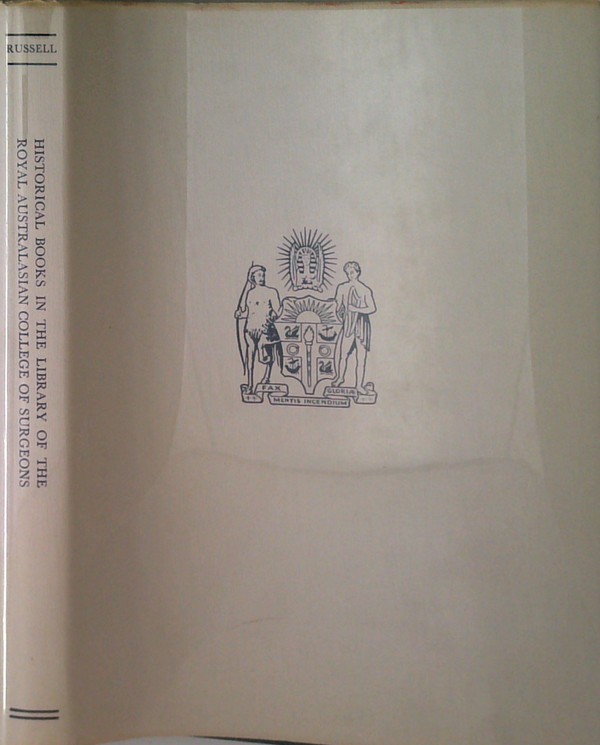 RUSSELL
HISTORICAL BOOKS IN THE LIBRARY OF THE
ROYAL AUSTRALASIAN COLLEGE OF SURGEONS
FAX
GLORIA
MENTIS INCENDIUM